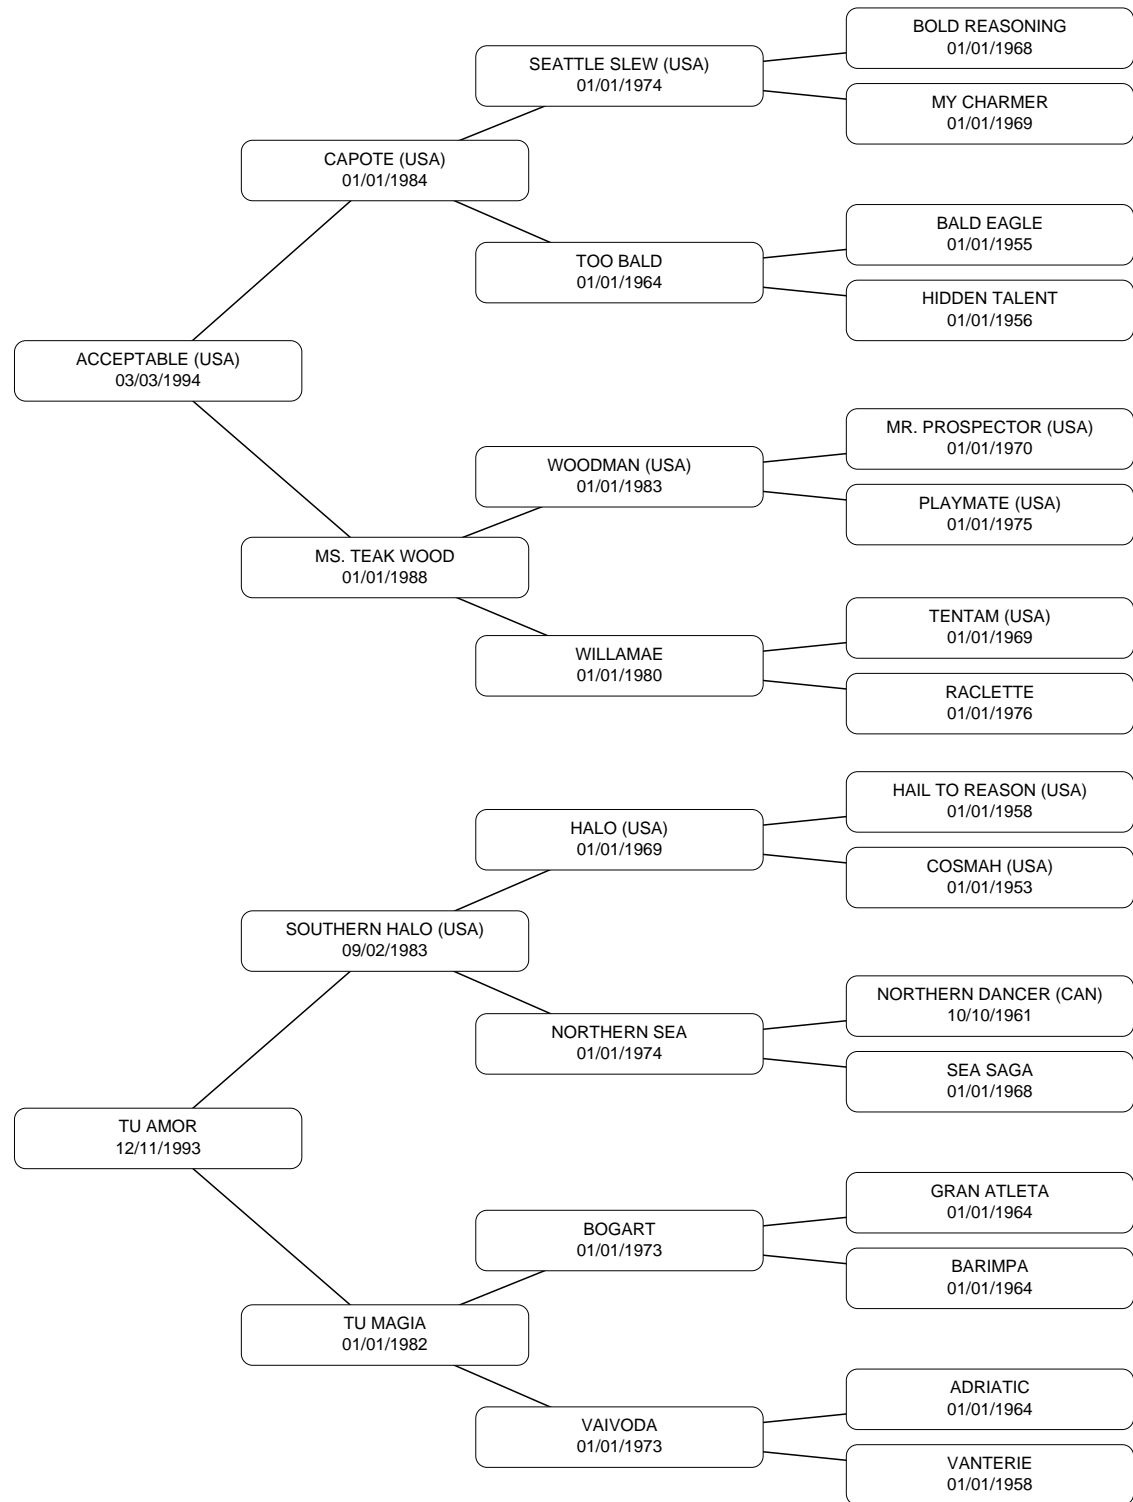 BOLD REASONING
01/01/1968
SEATTLE SLEW (USA)
01/01/1974
MY CHARMER
01/01/1969
CAPOTE (USA)
01/01/1984
BALD EAGLE
01/01/1955
TOO BALD
01/01/1964
HIDDEN TALENT
01/01/1956
ACCEPTABLE (USA)
03/03/1994
MR. PROSPECTOR (USA)
01/01/1970
WOODMAN (USA)
01/01/1983
PLAYMATE (USA)
01/01/1975
MS. TEAK WOOD
01/01/1988
TENTAM (USA)
01/01/1969
WILLAMAE
01/01/1980
RACLETTE
01/01/1976
HAIL TO REASON (USA)
01/01/1958
HALO (USA)
01/01/1969
COSMAH (USA)
01/01/1953
SOUTHERN HALO (USA)
09/02/1983
NORTHERN DANCER (CAN)
10/10/1961
NORTHERN SEA
01/01/1974
SEA SAGA
01/01/1968
TU AMOR
12/11/1993
GRAN ATLETA
01/01/1964
BOGART
01/01/1973
BARIMPA
01/01/1964
TU MAGIA
01/01/1982
ADRIATIC
01/01/1964
VAIVODA
01/01/1973
VANTERIE
01/01/1958